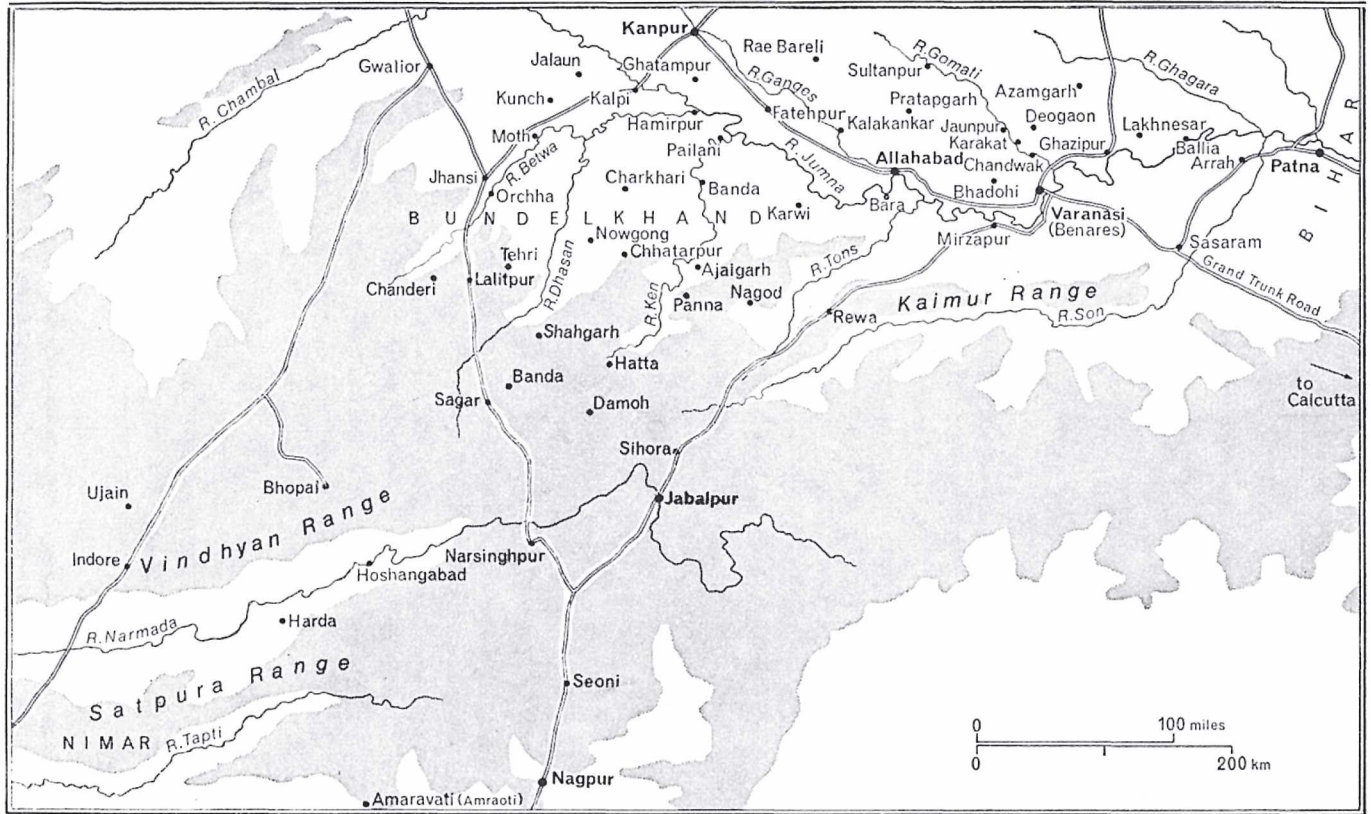 Kanpur
Rae Bareli
Jalaun
Ghatampur
Gwalior
R. Chambal
Kunch
Kalpi
R. Ganges
Sultanpur
R. Gomati
R. Ghagara
Pratapgarh
Azamgarh
Fatehpur
Kalakankar
Deogaon
Moth
Hamirpur
Jaunpur
Karakat
Lakhnesar
Pailani
R. Betwa
R. Jumna
Allahabad
Chandwak
Ghazipur
Ballia
Arrah
Patna
BIHAR
Jhansi
Orchha
Charkhari
Banda
Karwi
Bara
Bhadohi
Varanasi
(Benares)
BUNDELKHAND
Mirzapur
Sasaram
Nowgong
Chhatarpur
Tehri
Chanderi
Lalitpur
R. Dhasan
R. Ken
Ajalgarh
Panna
Nagod
R. Tons
Rewa
Kaimur Range
R. Son
Grand Trunk Road
Shahgarh
Hatta
Banda
Sagar
Damoh
to
Calcutta
Sihora
Ujain
Bhopal
Jabalpur
Vindhyan Range
Indore
Narsinghpur
Hoshangabad
R. Narmada
Harda
Satpura Range
Seoni
NIMAR
R. Tapti
0 100 miles
0 200 km
Nagpur
Amaravati (Amraoti)